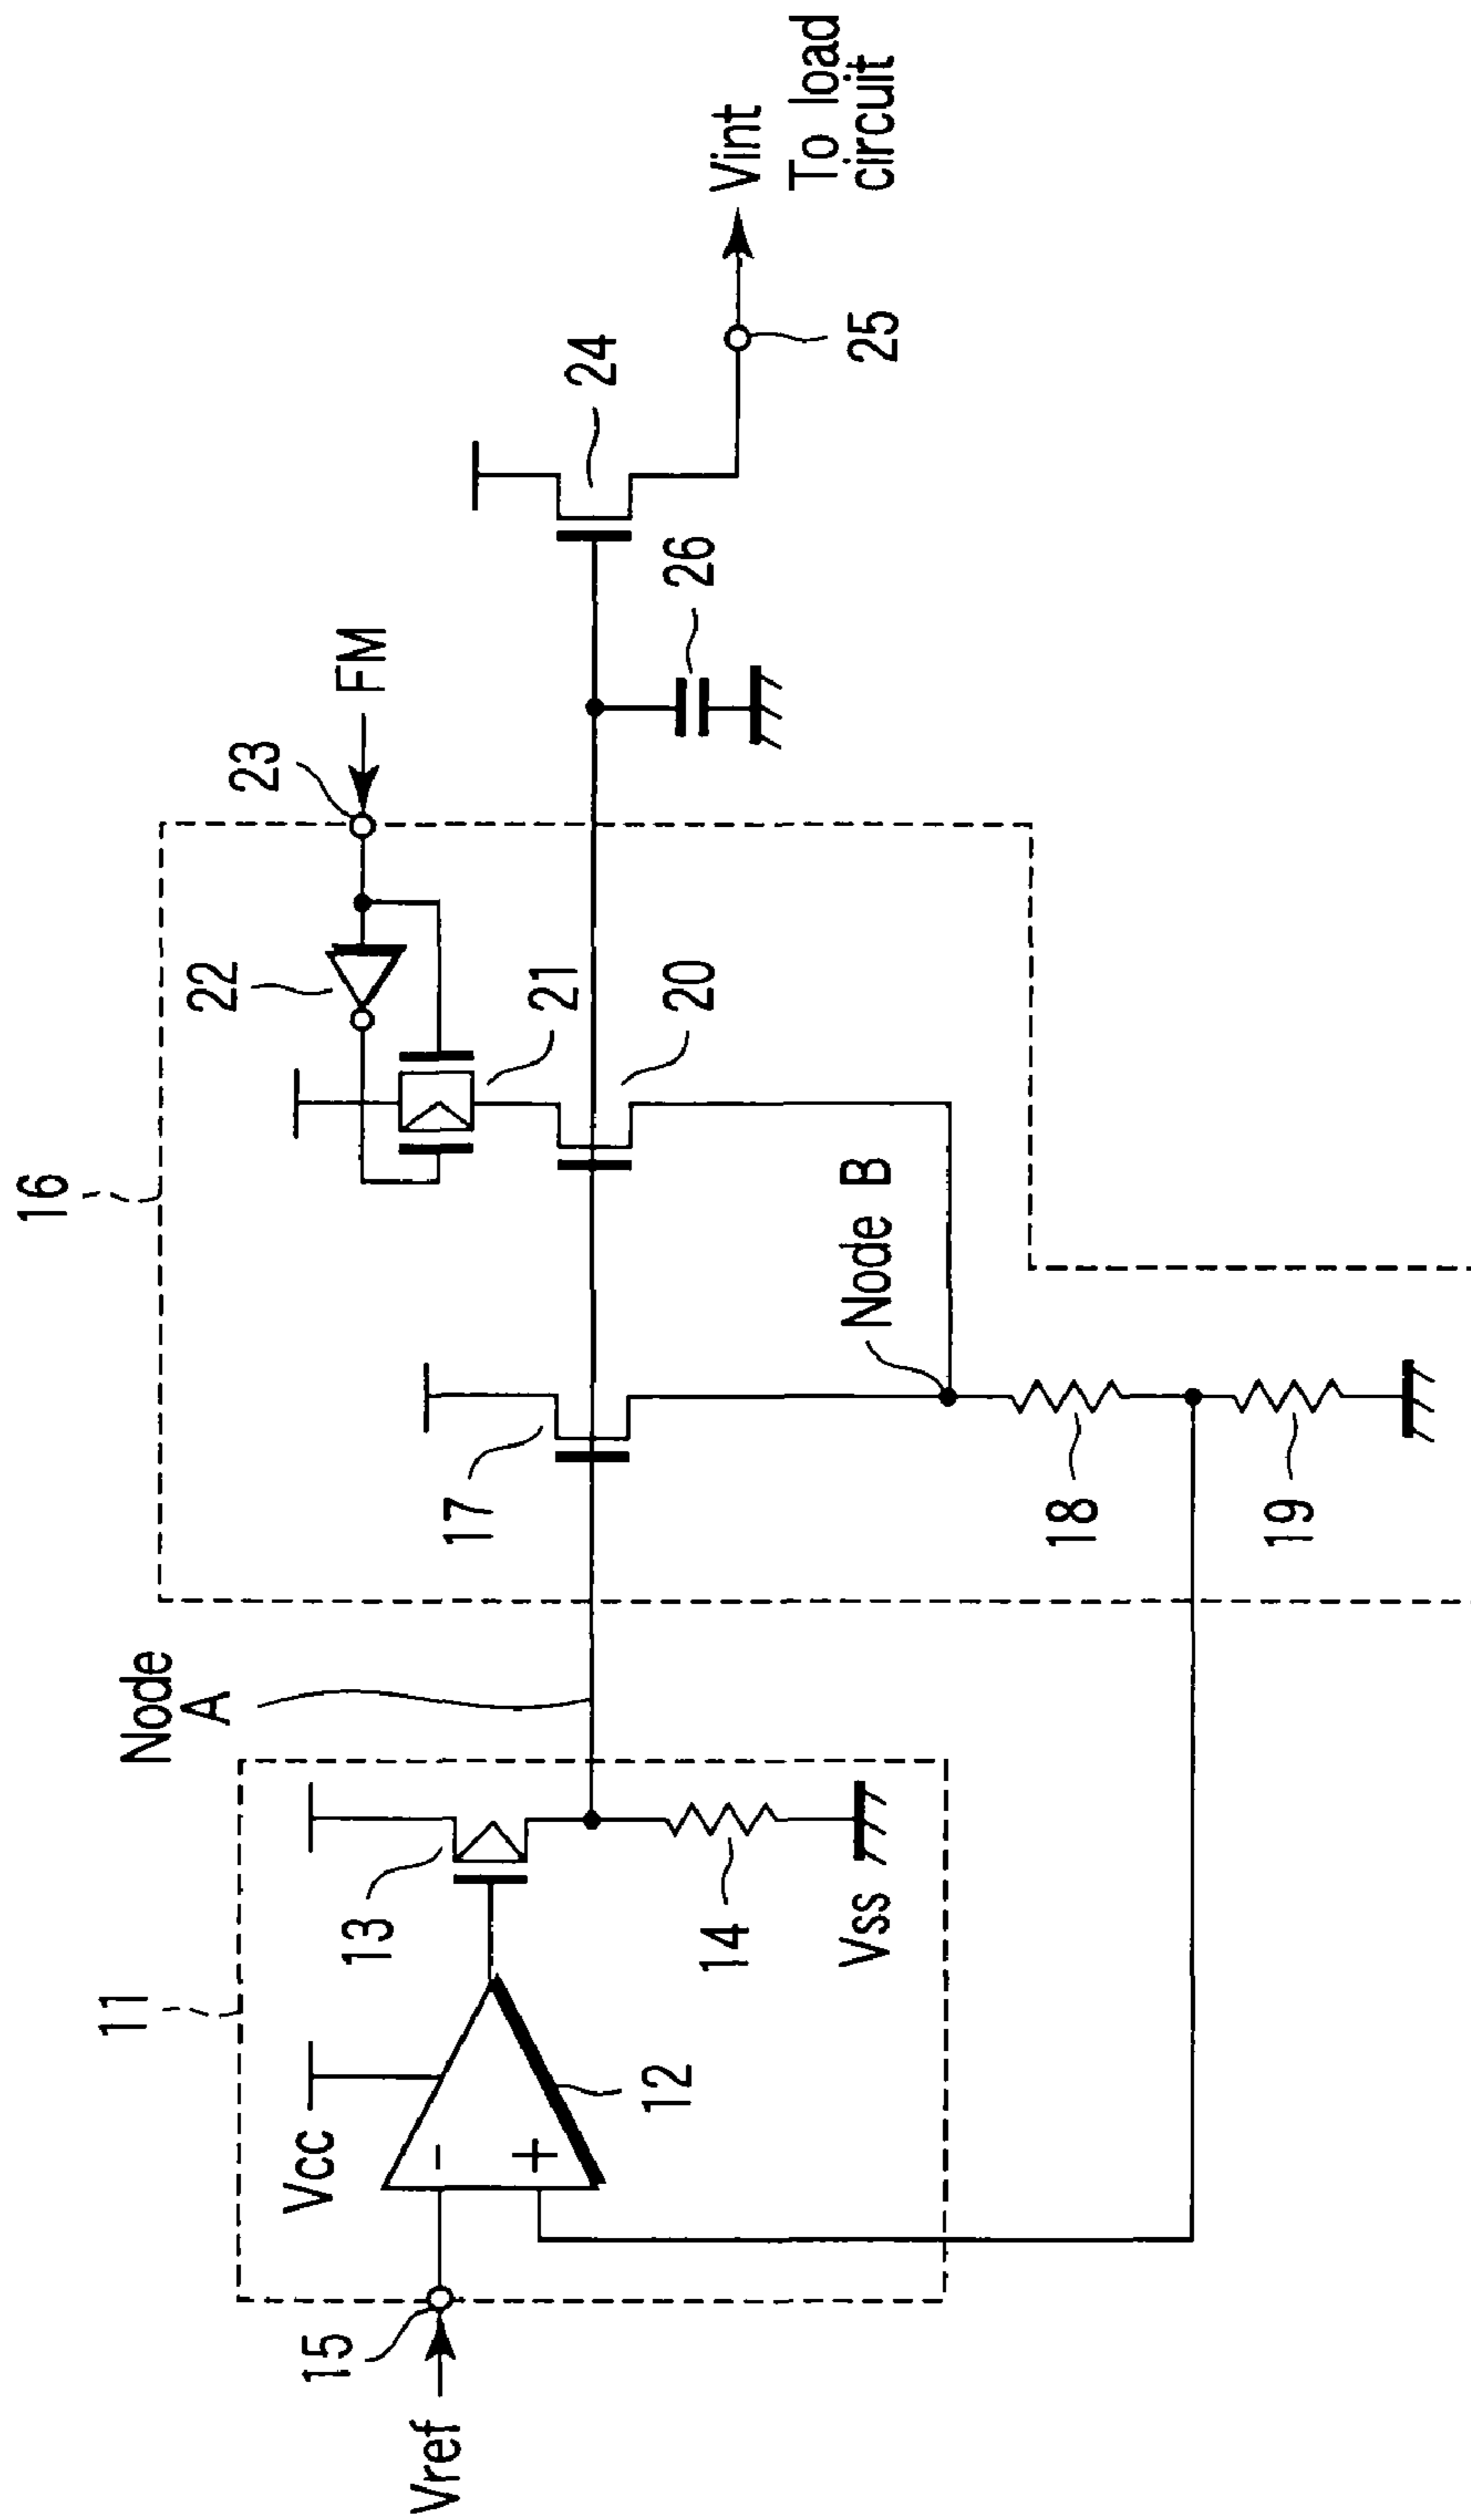 Vref
15
11
Vcc
-
+
12
13
14
Vss
Node
A
16
17
18
19
Node B
20
21
22
23
FM
26
24
25
Vint
To load
circuit